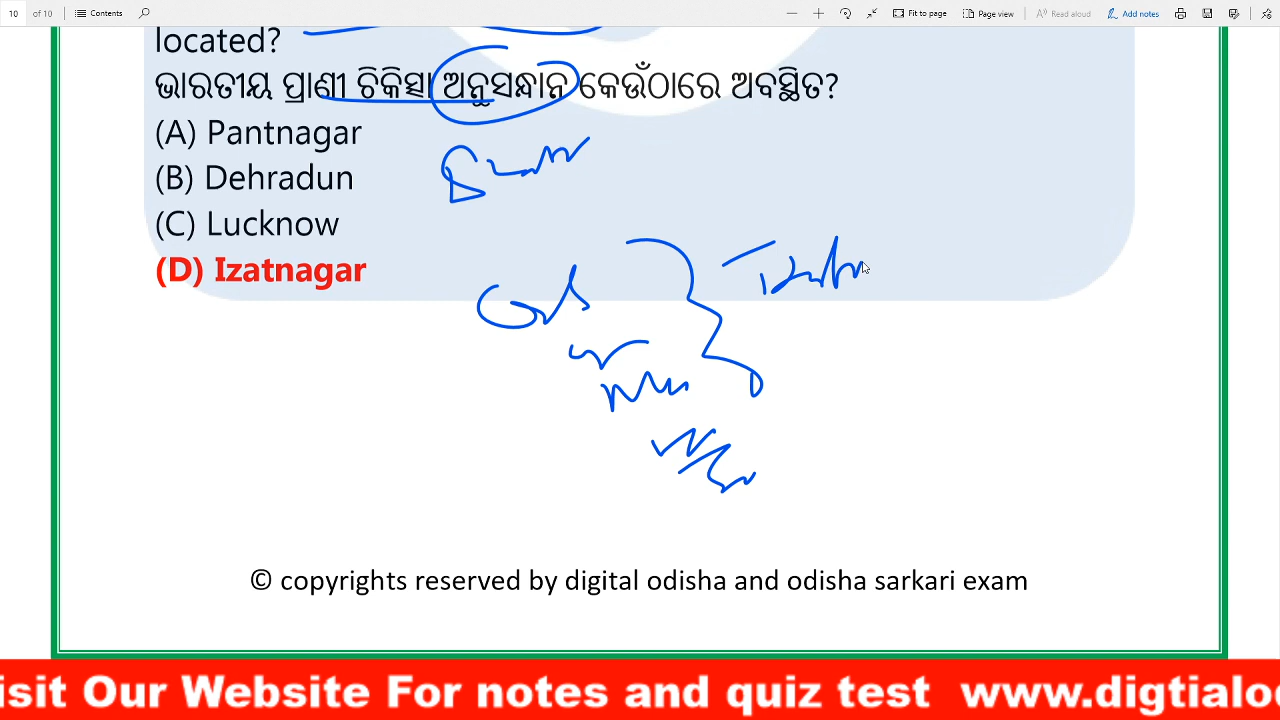 10 of 10 Contents Fit to page Page view Read aloud Add notes
located?
ଭାରତୀୟ ପ୍ରାଣୀ ଚିକିତ୍ସା ଅନୁସନ୍ଧାନ କେଉଁଠାରେ ଅବସ୍ଥିତ?
(A) Pantnagar
(B) Dehradun
(C) Lucknow
(D) Izatnagar
© copyrights reserved by digital odisha and odisha sarkari exam
isit Our Website For notes and quiz test www.digtialo